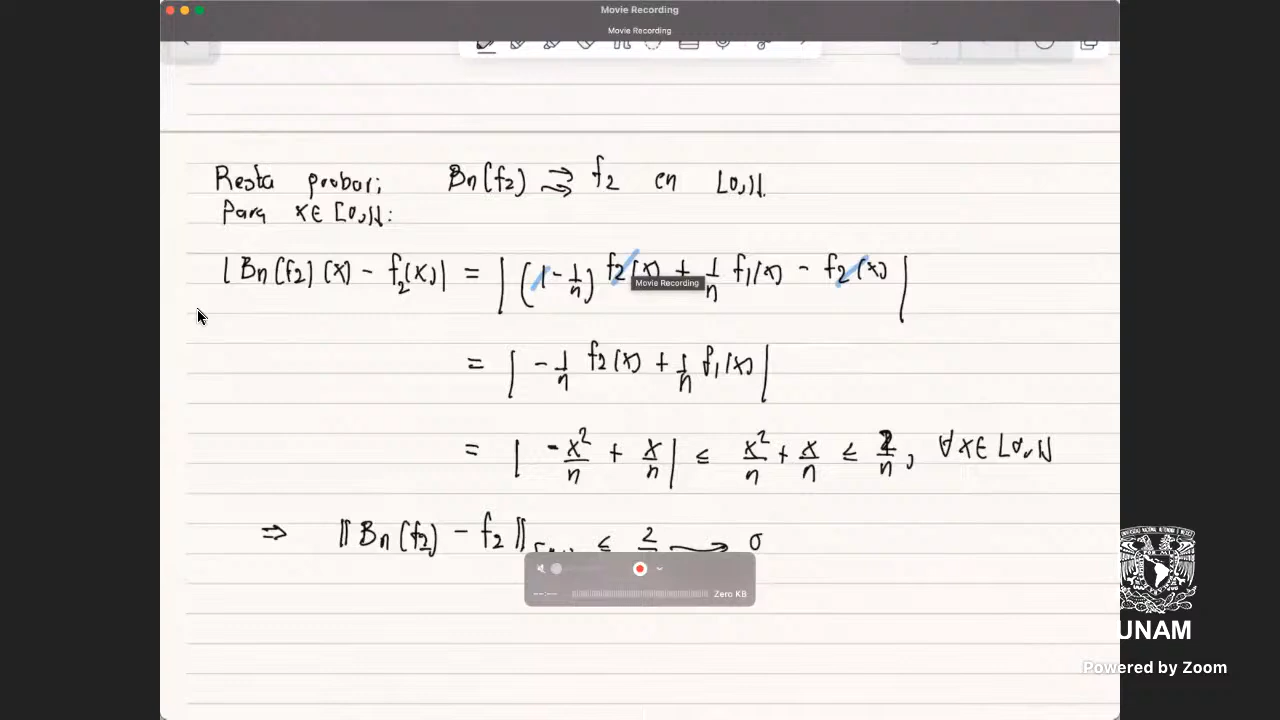 Movie Recording
Movie Recording
Resta probar: Bn(f2) ⇉ f2 en [0,1].
Para x∈[0,1]:
|Bn(f2)(x) - f2(x)| = |(1 - 1/n) f2(x) + 1/n f1(x) - f2(x)|
Movie Recording
= | - 1/n f2(x) + 1/n f1(x) |
= | - x²/n + x/n | ≤ x²/n + x/n ≤ 2/n, ∀x∈[0,1]
⇒ ‖Bn(f2) - f2‖ ≤ 2 → 0
--:-- Zero KB
UNAM
Powered by Zoom